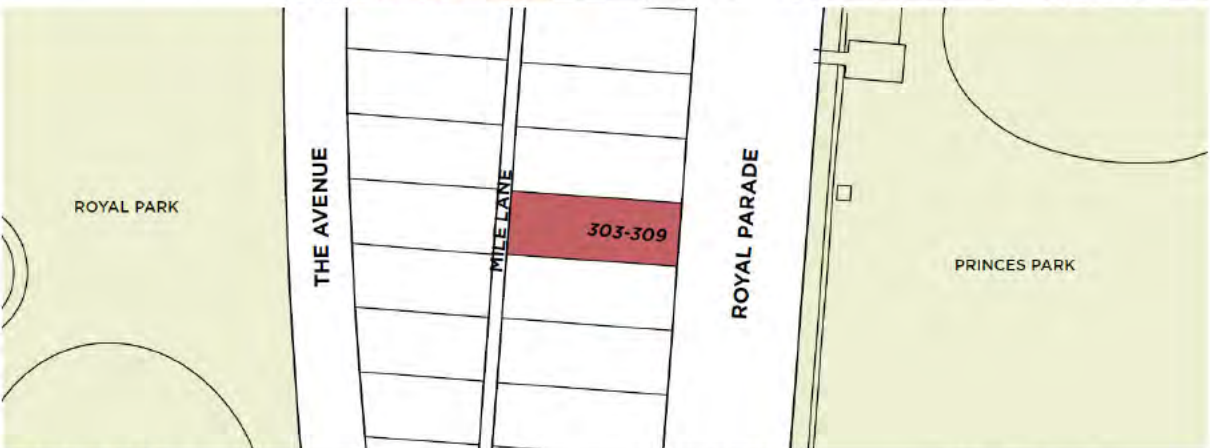 ROYAL PARK
THE AVENUE
MILE LANE
303-309
ROYAL PARADE
PRINCES PARK